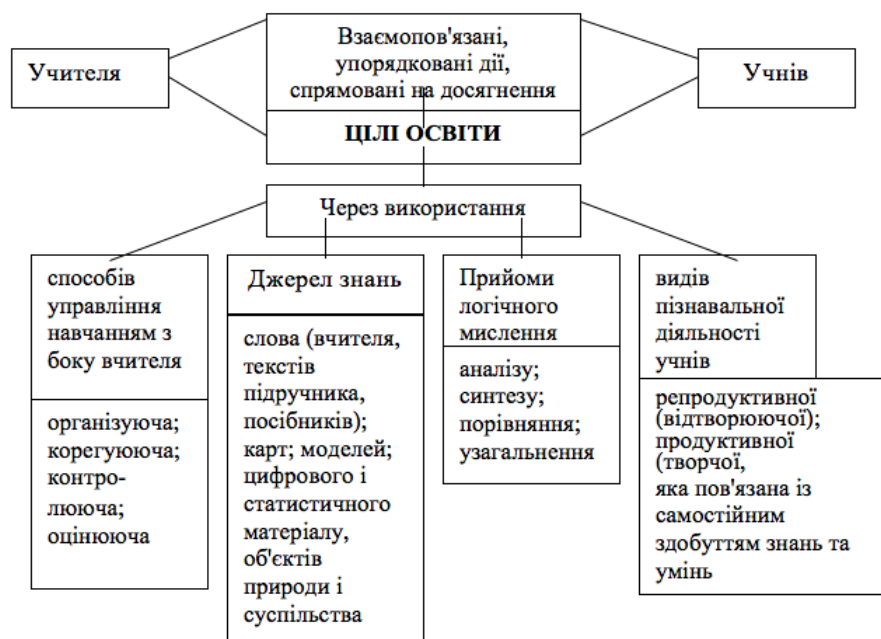 Учителя
Взаємопов'язані,
упорядковані дії,
спрямовані на досягнення
ЦІЛІ ОСВІТИ
Учнів
Через використання
способів
управління
навчанням з
боку вчителя
організуюча;
корегуюча;
контро-
лююча;
оцінююча
Джерел знань
слова (вчителя,
текстів
підручника,
посібників);
карт; моделей;
цифрового і
статистичного
матеріалу,
об'єктів
природи і
суспільства
Прийоми
логічного
мислення
аналізу;
синтезу;
порівняння;
узагальнення
видів
пізнавальної
діяльності
учнів
репродуктивної
(відтворюючої);
продуктивної
(творчої,
яка пов'язана із
самостійним
здобуттям знань та
умінь